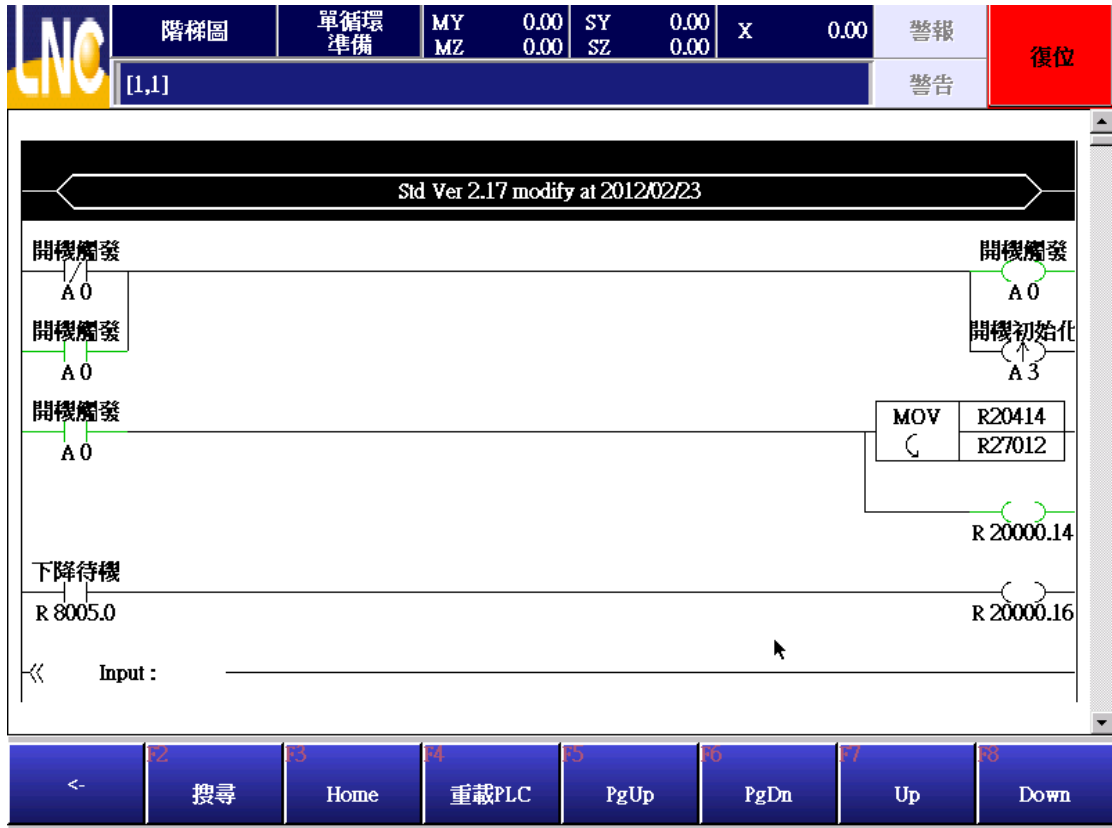 LNC
階梯圖
單循環
準備
MY 0.00
MZ 0.00
SY 0.00
SZ 0.00
X 0.00
警報
復位
[1,1]
警告
Std Ver 2.17 modify at 2012/02/23
開機觸發 開機觸發
A 0 A 0
開機觸發 開機初始化
A 0 A 3
開機觸發 MOV R20414
A 0 R27012
R 20000.14
下降待機
R 8005.0 R 20000.16
Input :
<-
F2 搜尋
F3 Home
F4 重載PLC
F5 PgUp
F6 PgDn
F7 Up
F8 Down